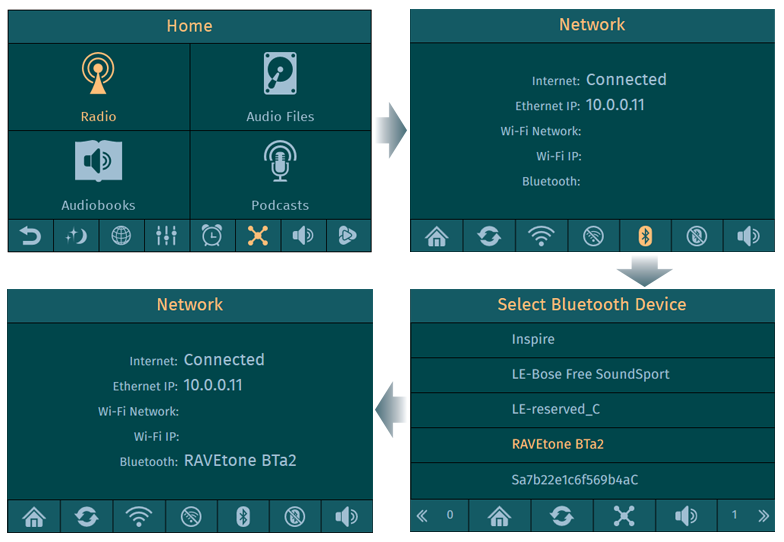 Home
Radio
Audio Files
Audiobooks
Podcasts
Network
Internet: Connected
Ethernet IP: 10.0.0.11
Wi-Fi Network:
Wi-Fi IP:
Bluetooth:
Select Bluetooth Device
Inspire
LE-Bose Free SoundSport
LE-reserved_C
RAVEtone BTa2
Sa7b22e1c6f569b4aC
« 0 1 »
Network
Internet: Connected
Ethernet IP: 10.0.0.11
Wi-Fi Network:
Wi-Fi IP:
Bluetooth: RAVEtone BTa2